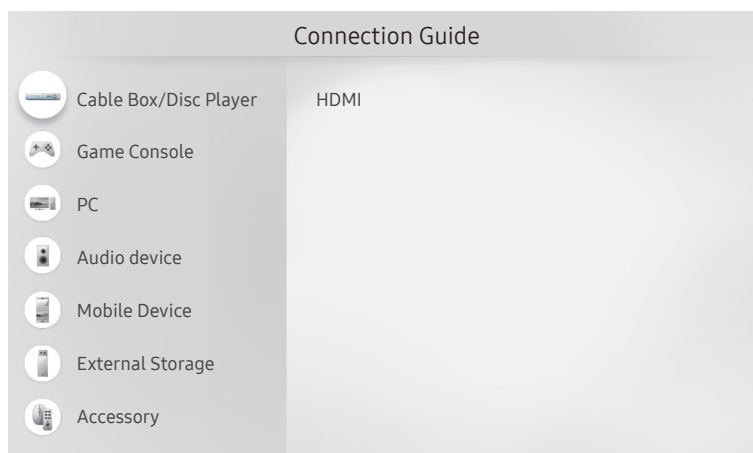 Connection Guide
Cable Box/Disc Player
HDMI
Game Console
PC
Audio device
Mobile Device
External Storage
Accessory